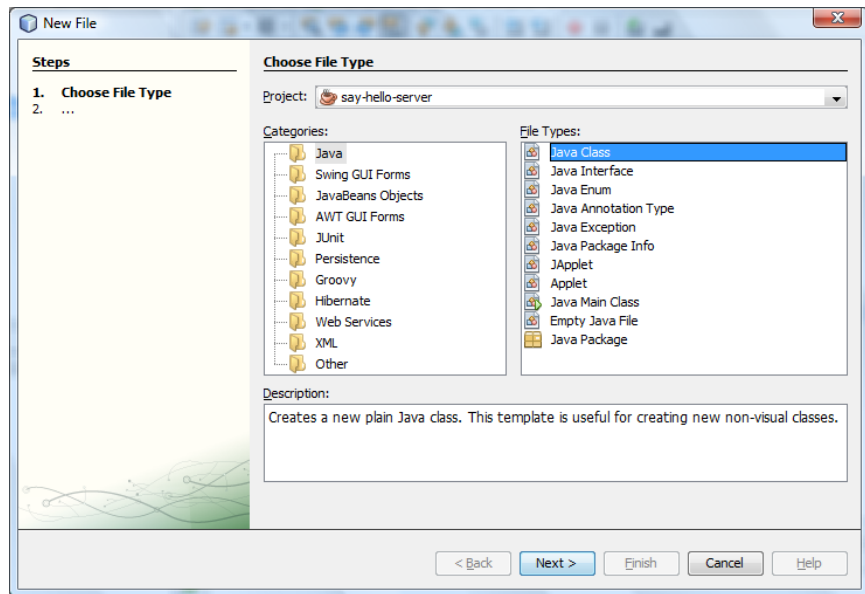 New File
Steps
1. Choose File Type
2. ...
Choose File Type
Project: say-hello-server
Categories:
Java
Swing GUI Forms
JavaBeans Objects
AWT GUI Forms
JUnit
Persistence
Groovy
Hibernate
Web Services
XML
Other
File Types:
Java Class
Java Interface
Java Enum
Java Annotation Type
Java Exception
Java Package Info
JApplet
Applet
Java Main Class
Empty Java File
Java Package
Description:
Creates a new plain Java class. This template is useful for creating new non-visual classes.
< Back Next > Finish Cancel Help